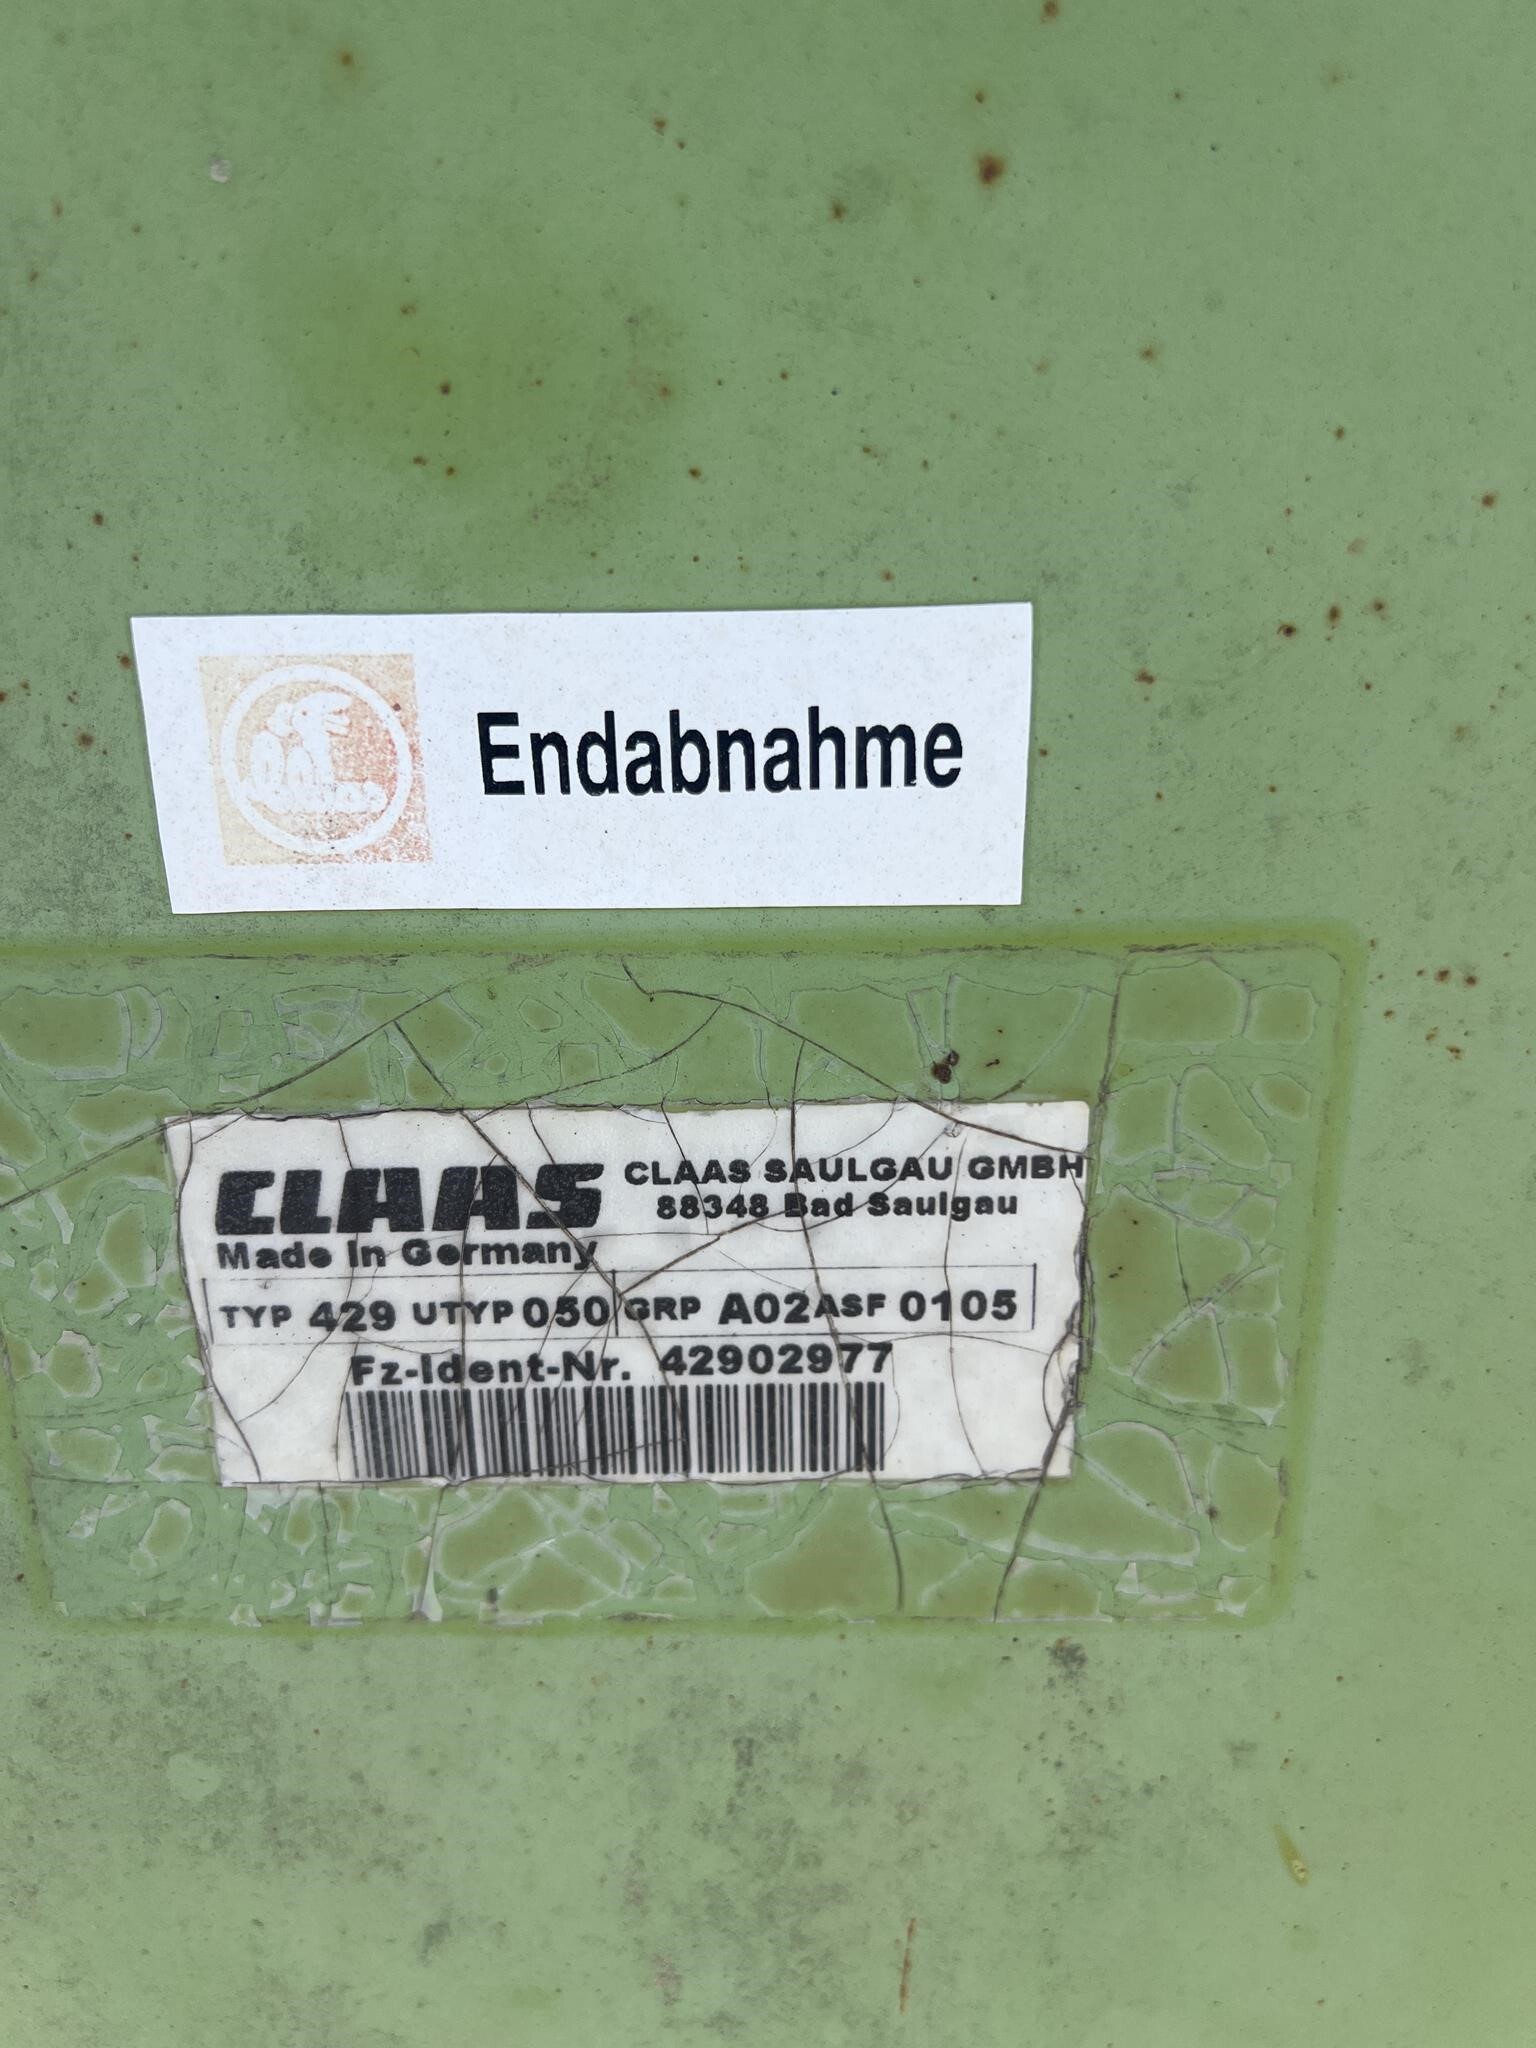 Endabnahme
CLAAS CLAAS SAULGAU GMBH
88348 Bad Saulgau
Made In Germany
TYP 429 UTYP 050 GRP A02 ASF 0105
Fz-Ident-Nr. 42902977